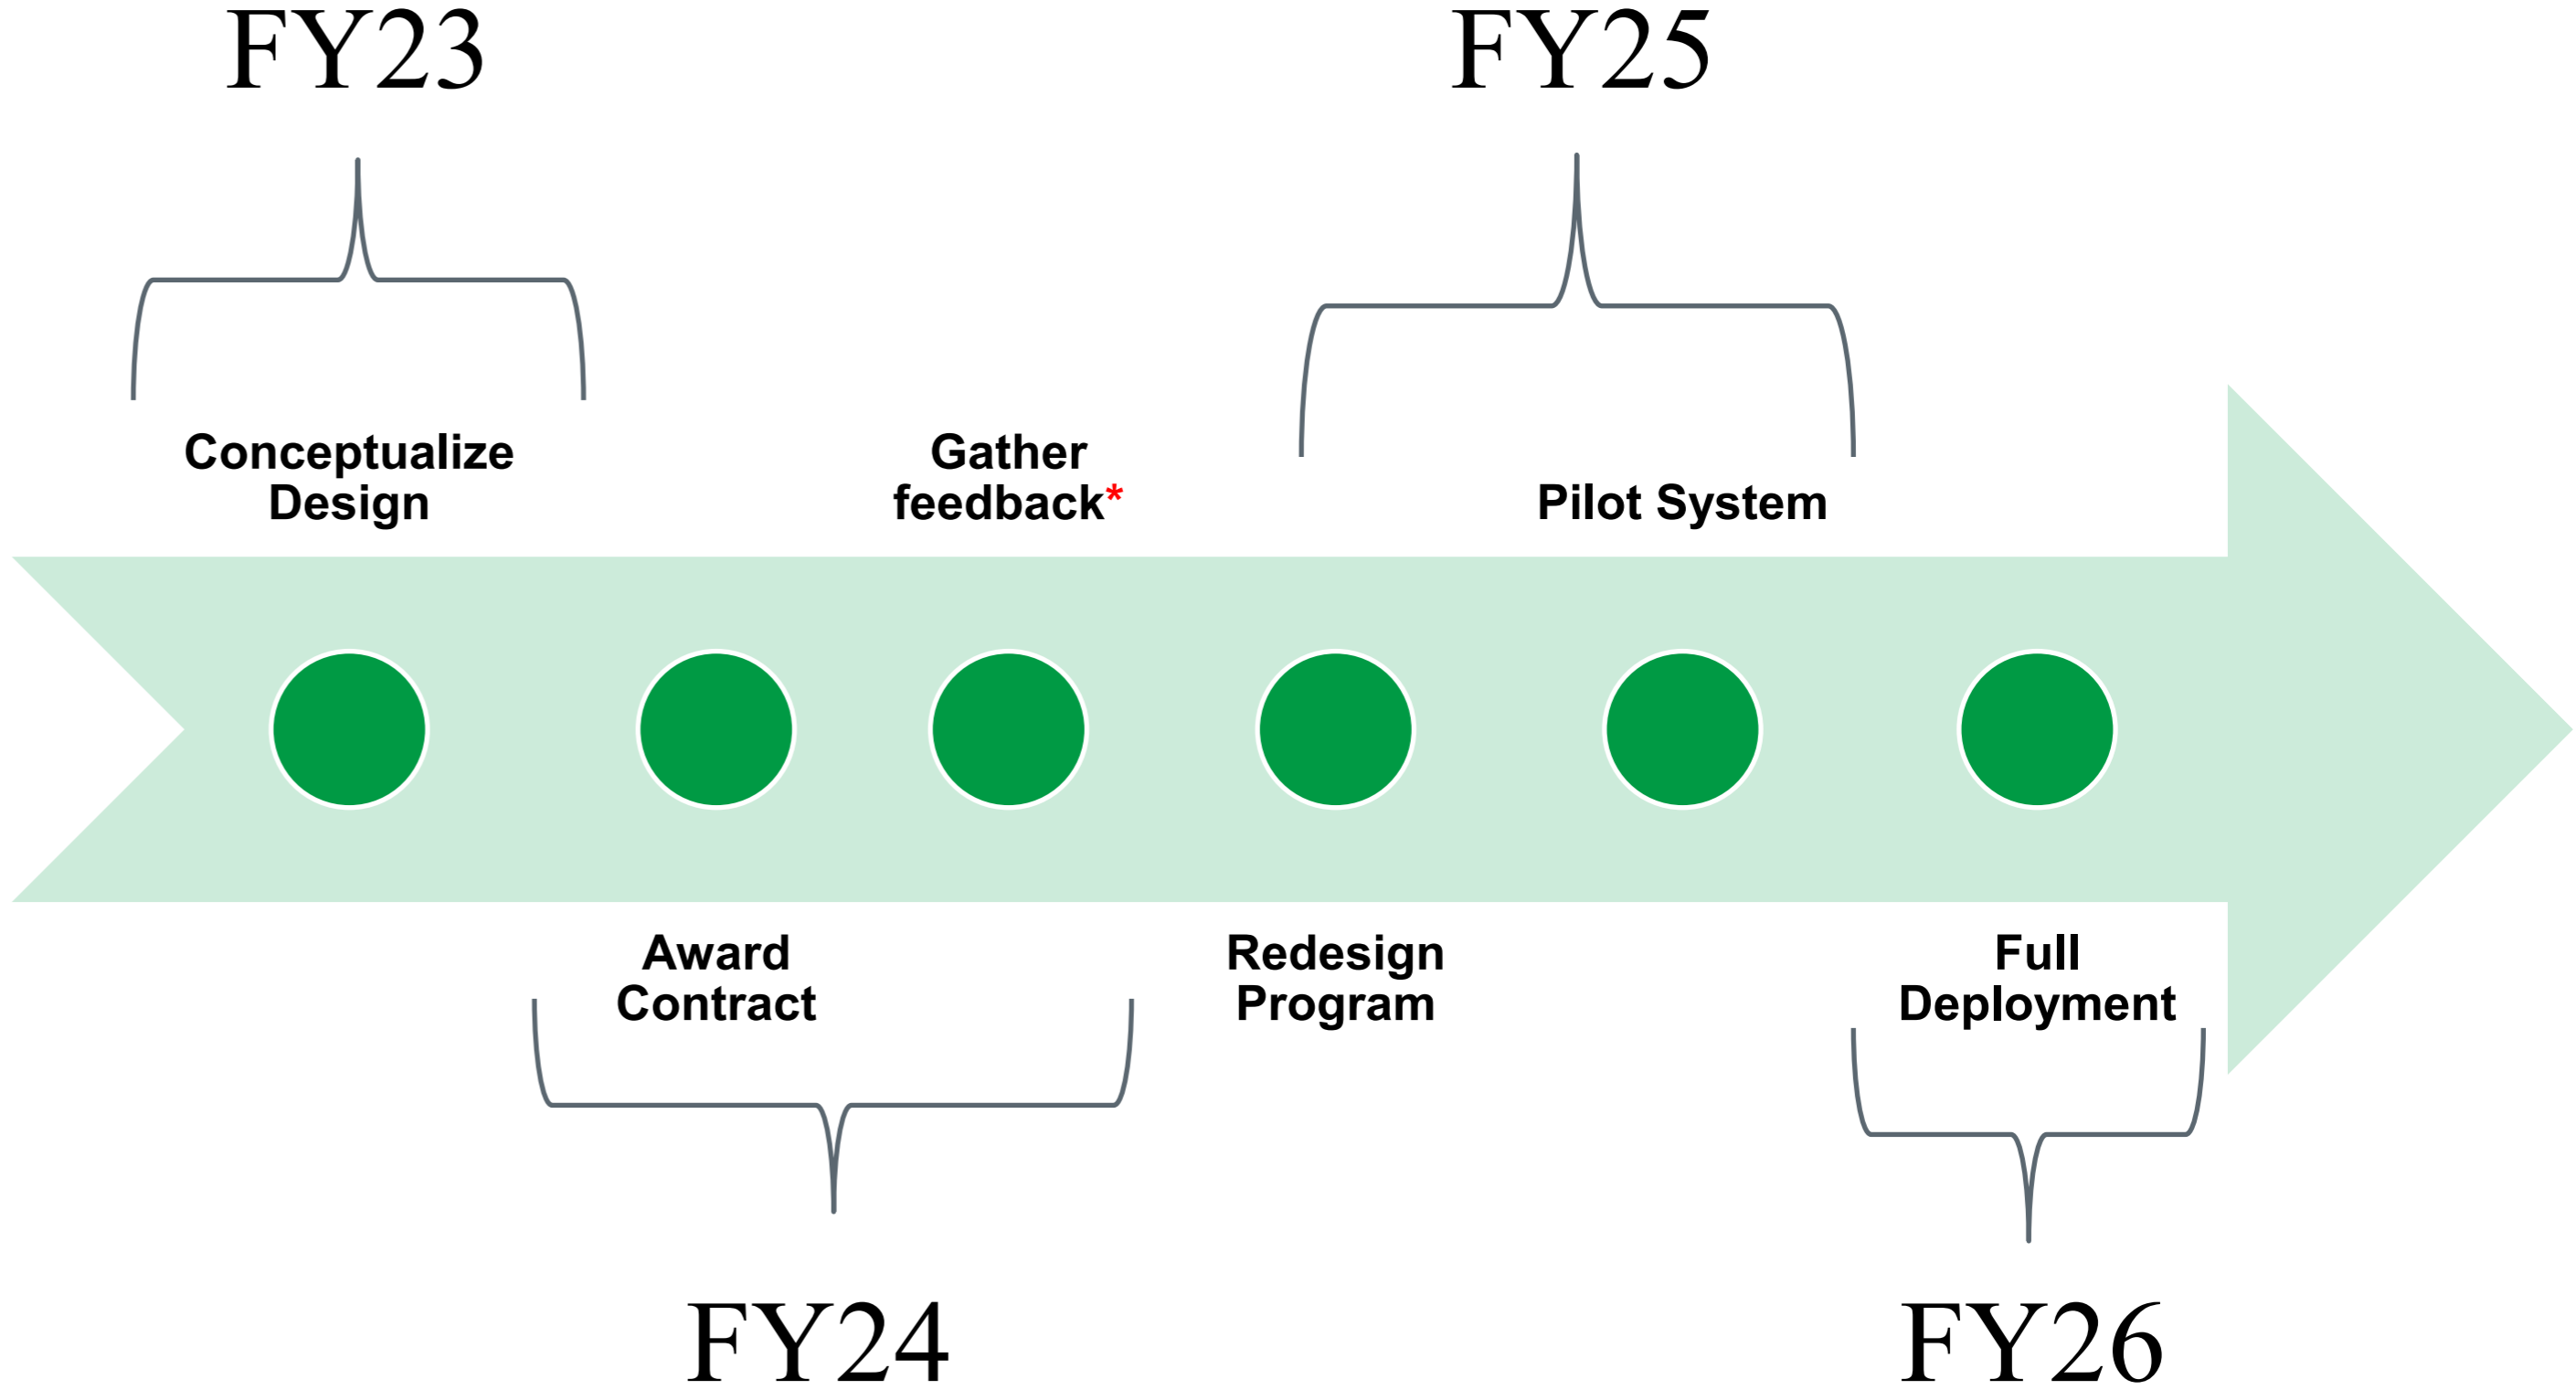 FY23
FY25
Conceptualize
Design
Gather
feedback*
Pilot System
Award
Contract
Redesign
Program
Full
Deployment
FY24
FY26